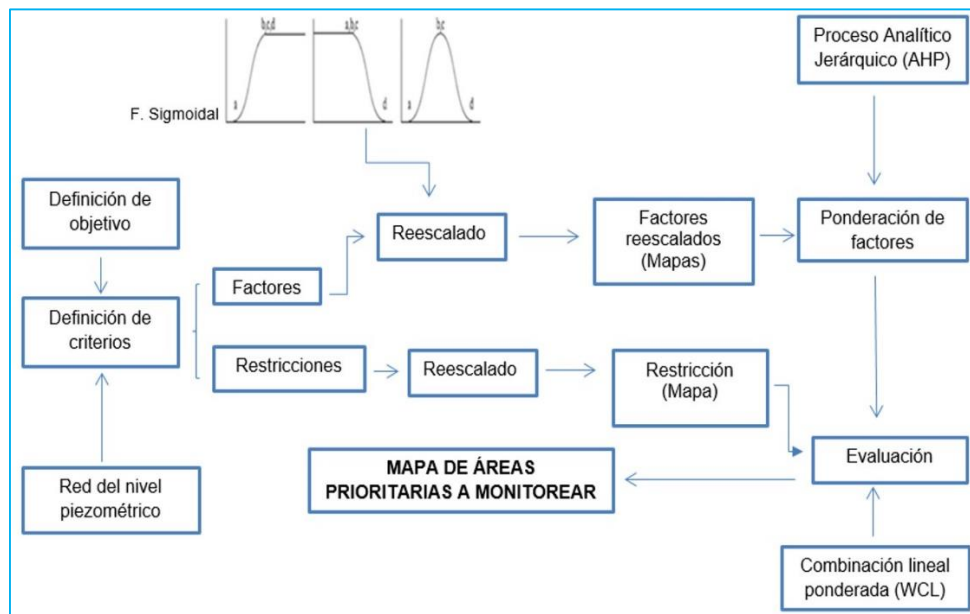 b,c,d
a,b,c
b,c
a
d
a
d
F. Sigmoidal
Proceso Analítico
Jerárquico (AHP)
Definición de
objetivo
Reescalado
Factores
reescalados
(Mapas)
Ponderación de
factores
Factores
Definición de
criterios
Restricciones
Reescalado
Restricción
(Mapa)
Evaluación
MAPA DE ÁREAS
PRIORITARIAS A MONITOREAR
Red del nivel
piezométrico
Combinación lineal
ponderada (WCL)